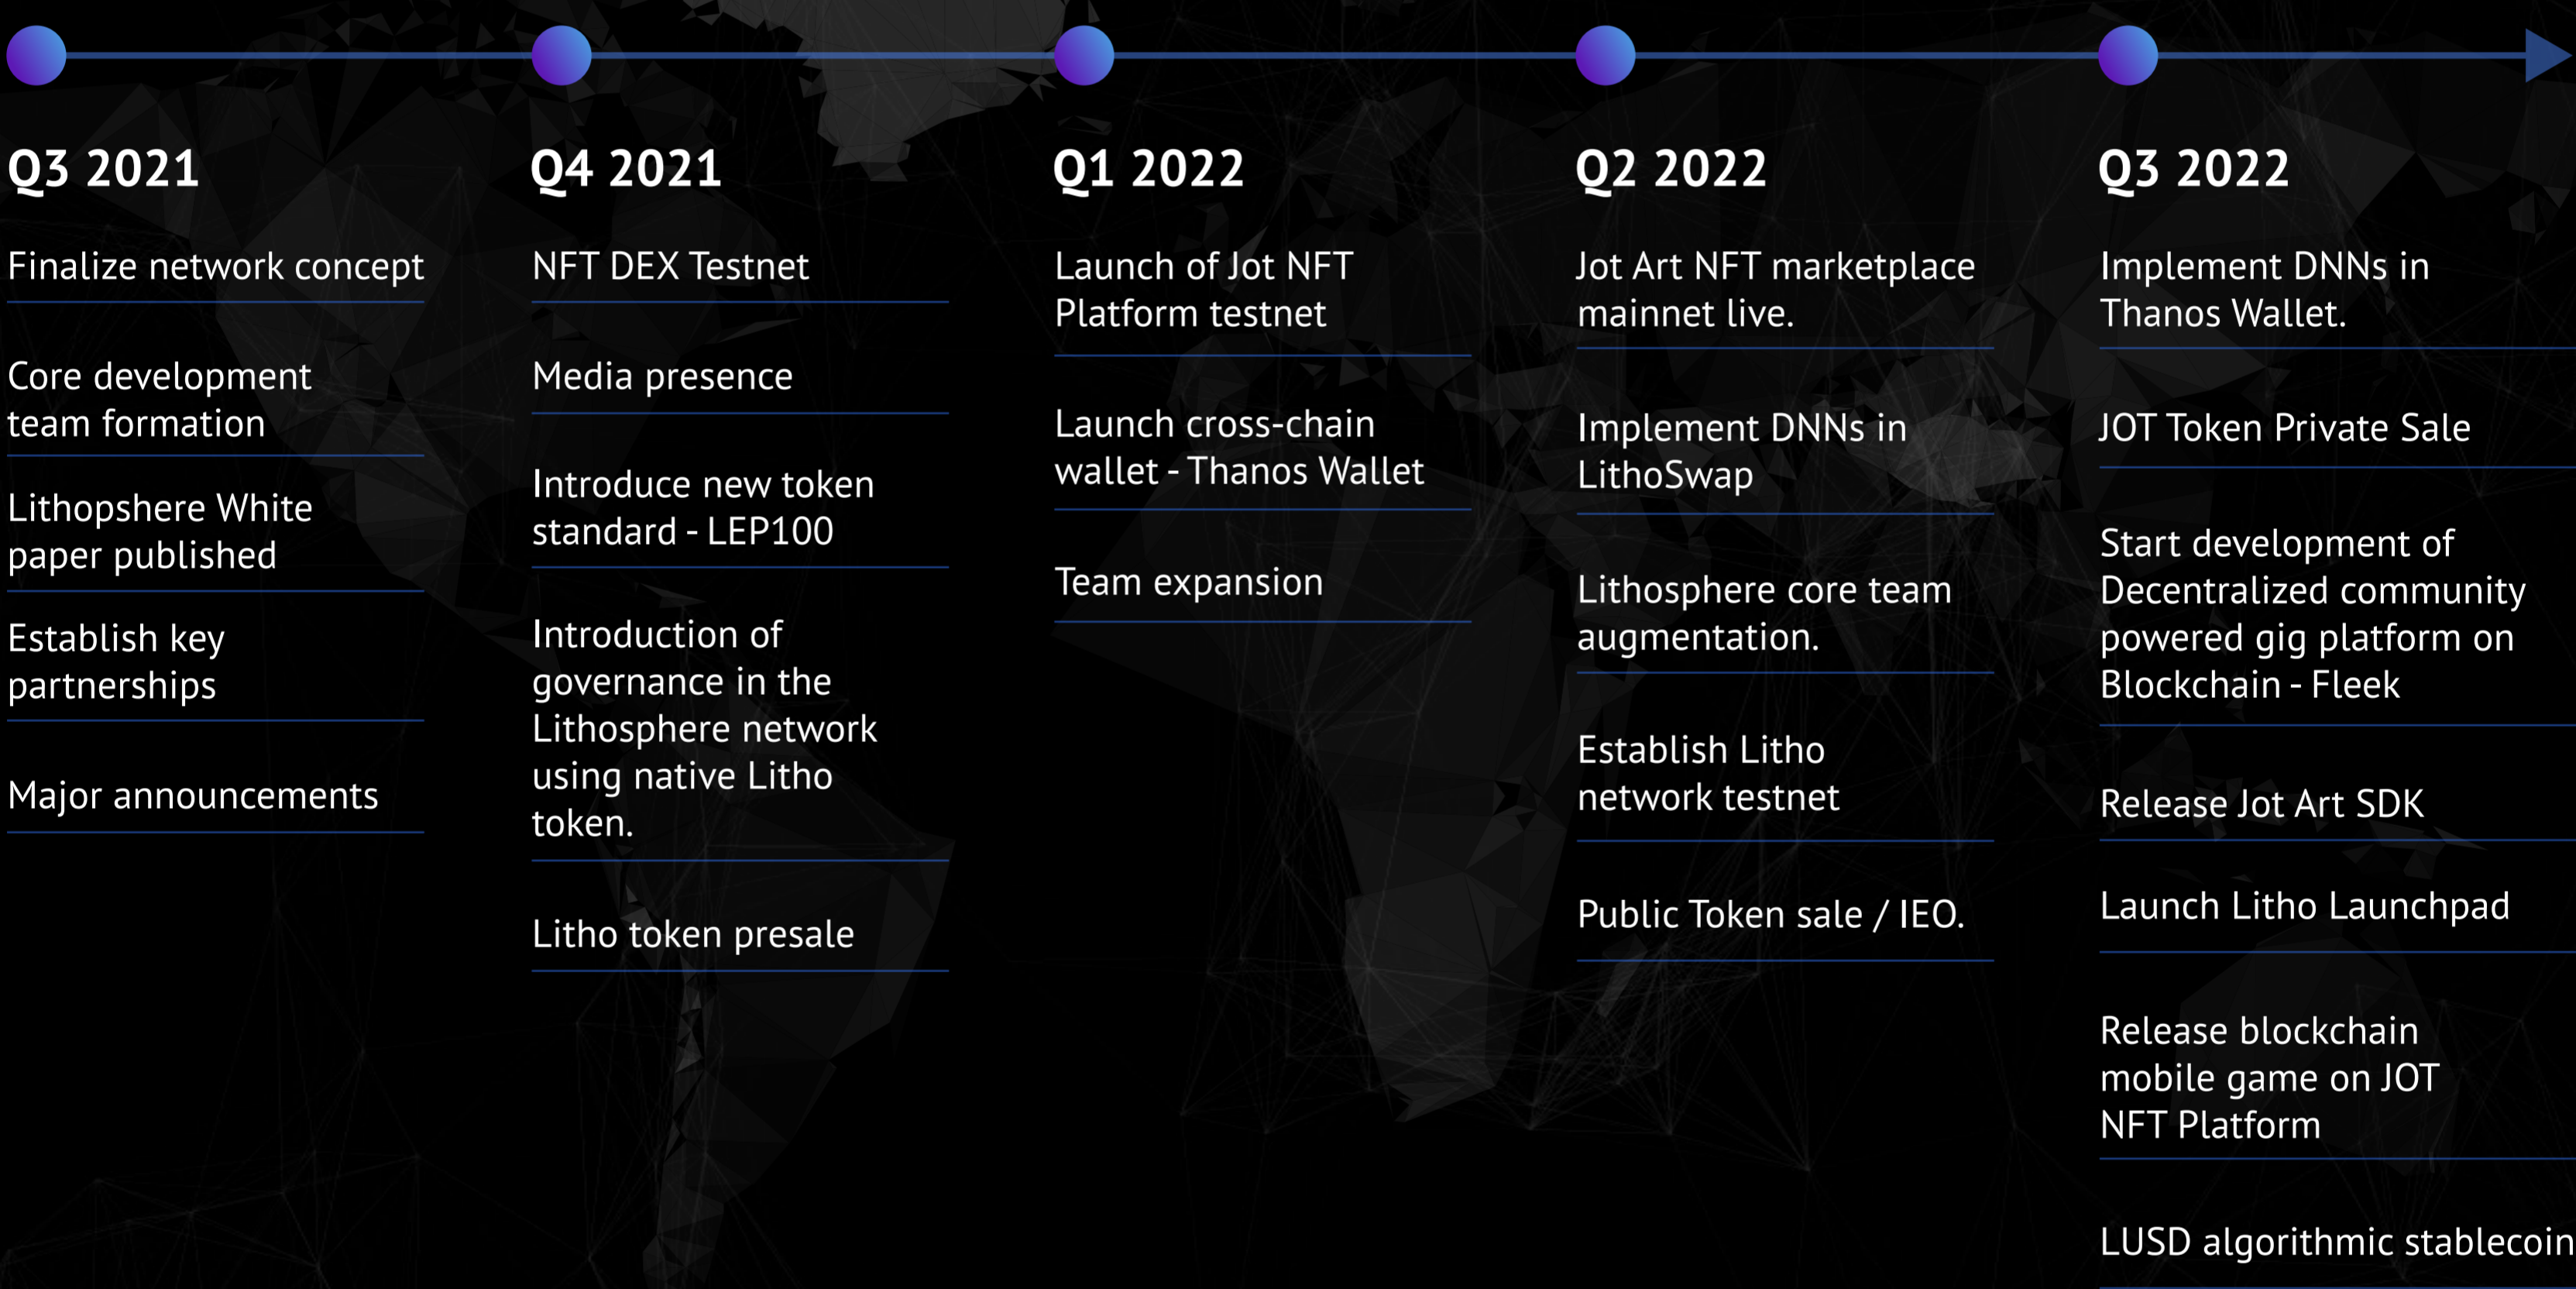 Q3 2021
Finalize network concept
Core development
team formation
Lithopshere White
paper published
Establish key
partnerships
Major announcements
Q4 2021
NFT DEX Testnet
Media presence
Introduce new token
standard - LEP100
Introduction of
governance in the
Lithosphere network
using native Litho
token.
Litho token presale
Q1 2022
Launch of Jot NFT
Platform testnet
Launch cross-chain
wallet - Thanos Wallet
Team expansion
Q2 2022
Jot Art NFT marketplace
mainnet live.
Implement DNNs in
LithoSwap
Lithosphere core team
augmentation.
Establish Litho
network testnet
Public Token sale / IEO.
Q3 2022
Implement DNNs in
Thanos Wallet.
JOT Token Private Sale
Start development of
Decentralized community
powered gig platform on
Blockchain - Fleek
Release Jot Art SDK
Launch Litho Launchpad
Release blockchain
mobile game on JOT
NFT Platform
LUSD algorithmic stablecoin